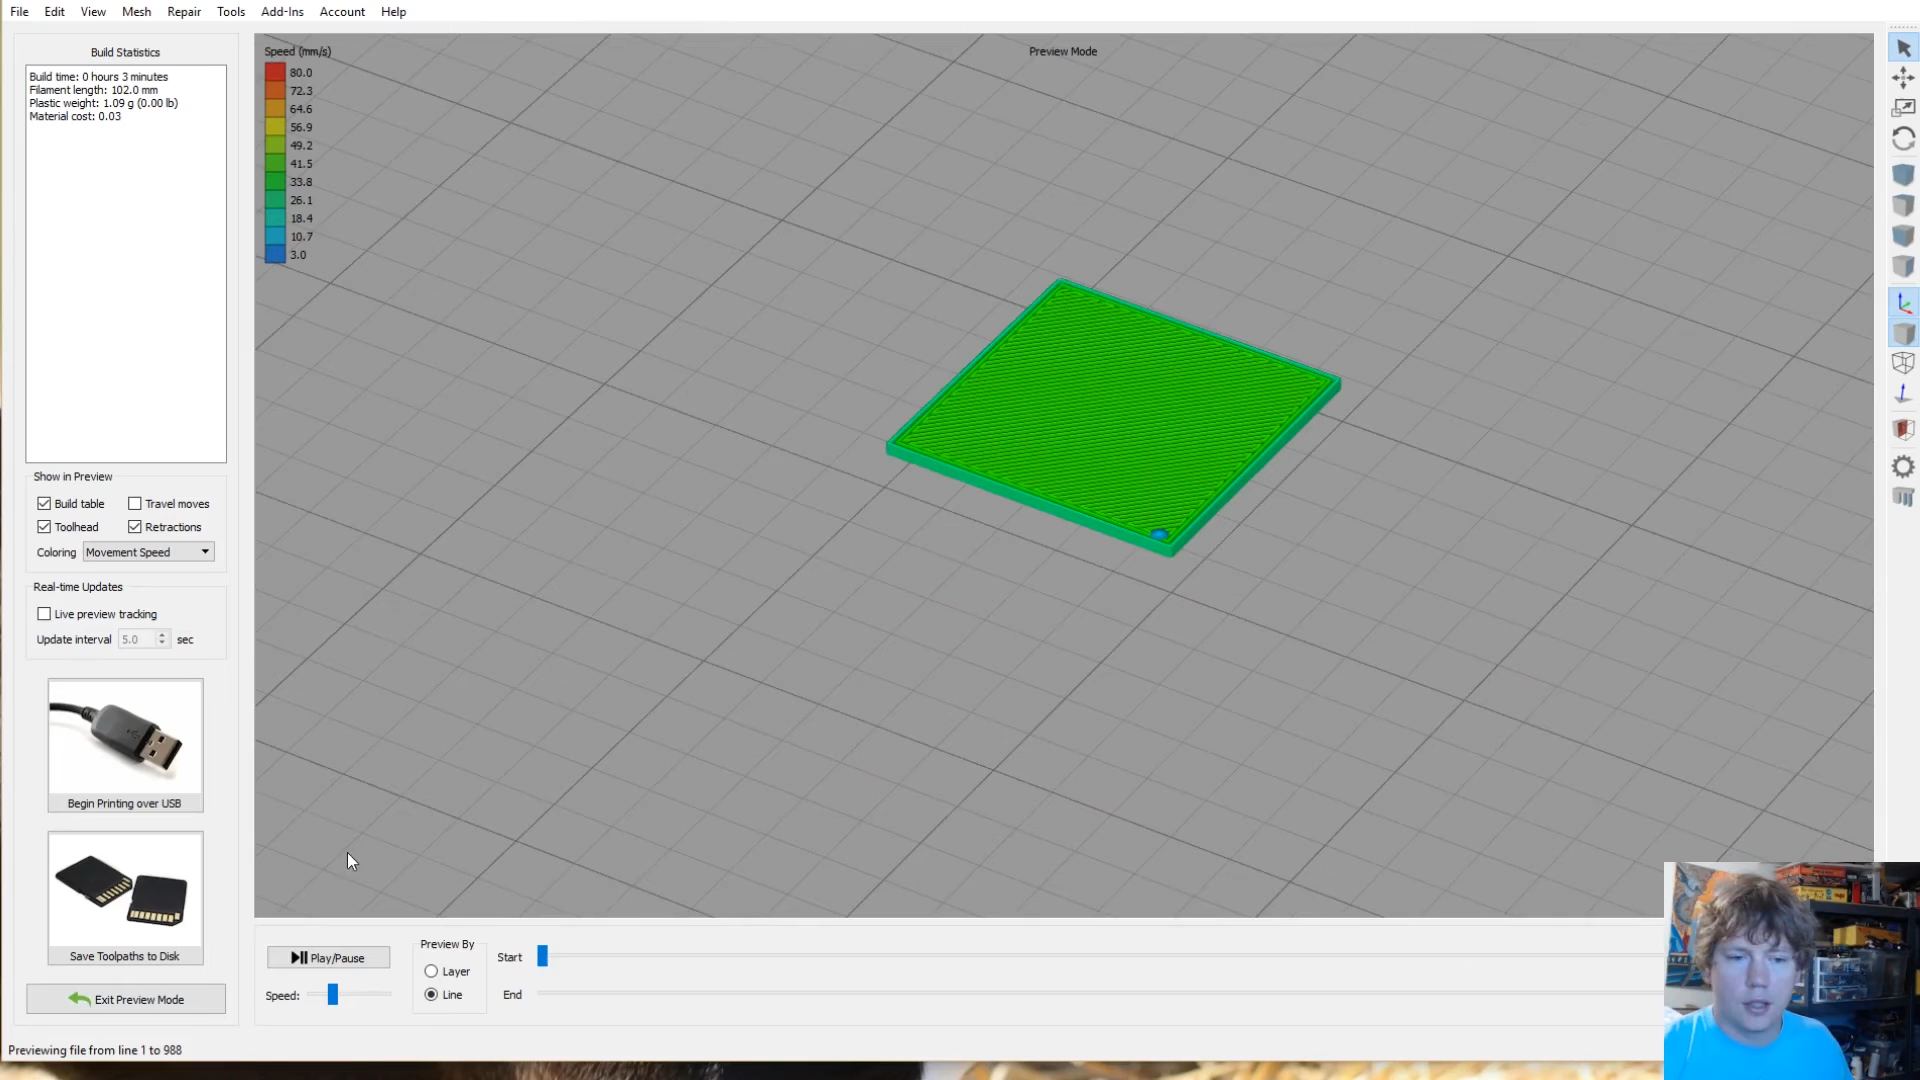 File Edit View Mesh Repair Tools Add-Ins Account Help
Build Statistics
Build time: 0 hours 3 minutes
Filament length: 102.0 mm
Plastic weight: 1.09 g (0.00 lb)
Material cost: 0.03
Show in Preview
Build table Travel moves
Toolhead Retractions
Coloring Movement Speed
Real-time Updates
Live preview tracking
Update interval 5.0 sec
Begin Printing over USB
Save Toolpaths to Disk
Exit Preview Mode
Previewing file from line 1 to 988
Speed (mm/s)
80.0
72.3
64.6
56.9
49.2
41.5
33.8
26.1
18.4
10.7
3.0
Preview Mode
Play/Pause
Speed:
Preview By
Layer
Line
Start
End